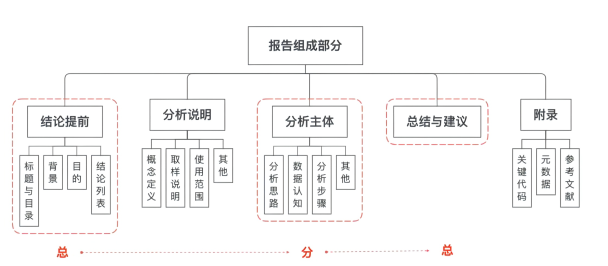 报告组成部分
结论提前
分析说明
分析主体
总结与建议
附录
标题与目录
背景
目的
结论列表
概念定义
取样说明
使用范围
其他
分析思路
数据认知
分析步骤
其他
关键代码
元数据
参考文献
总
分
总